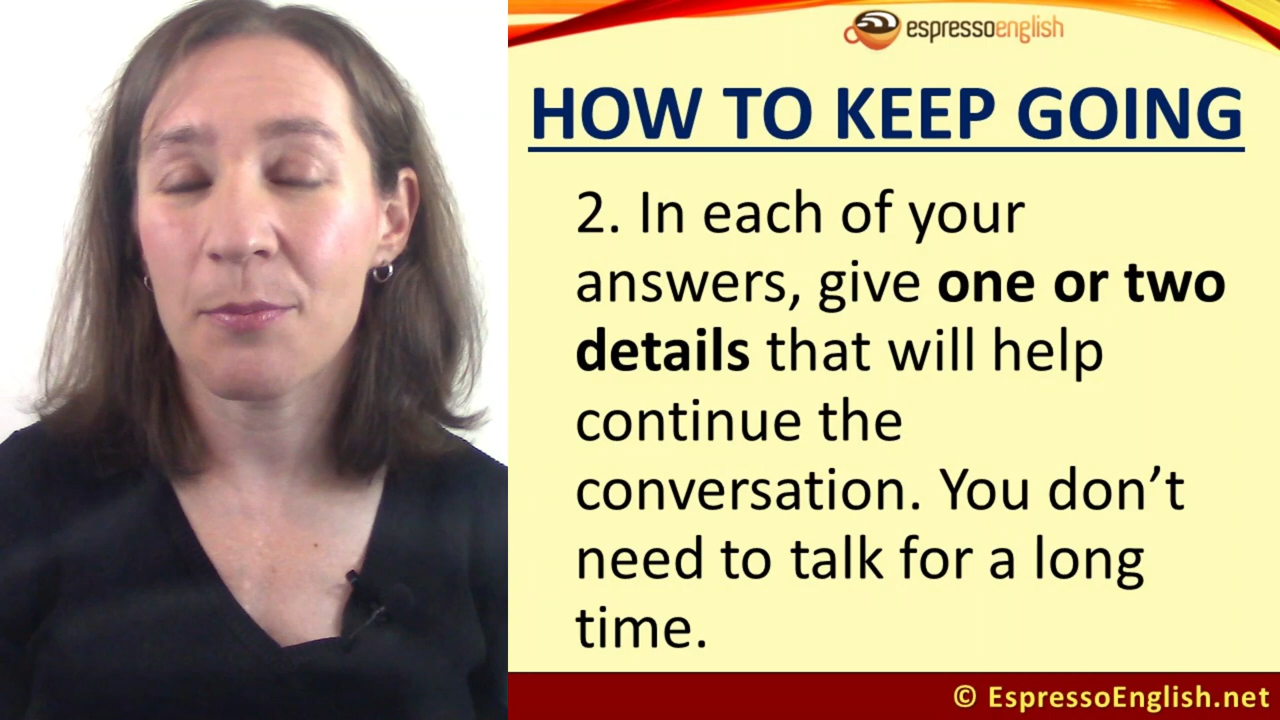 espressoenglish
HOW TO KEEP GOING
2. In each of your
answers, give one or two
details that will help
continue the
conversation. You don’t
need to talk for a long
time.
© EspressoEnglish.net